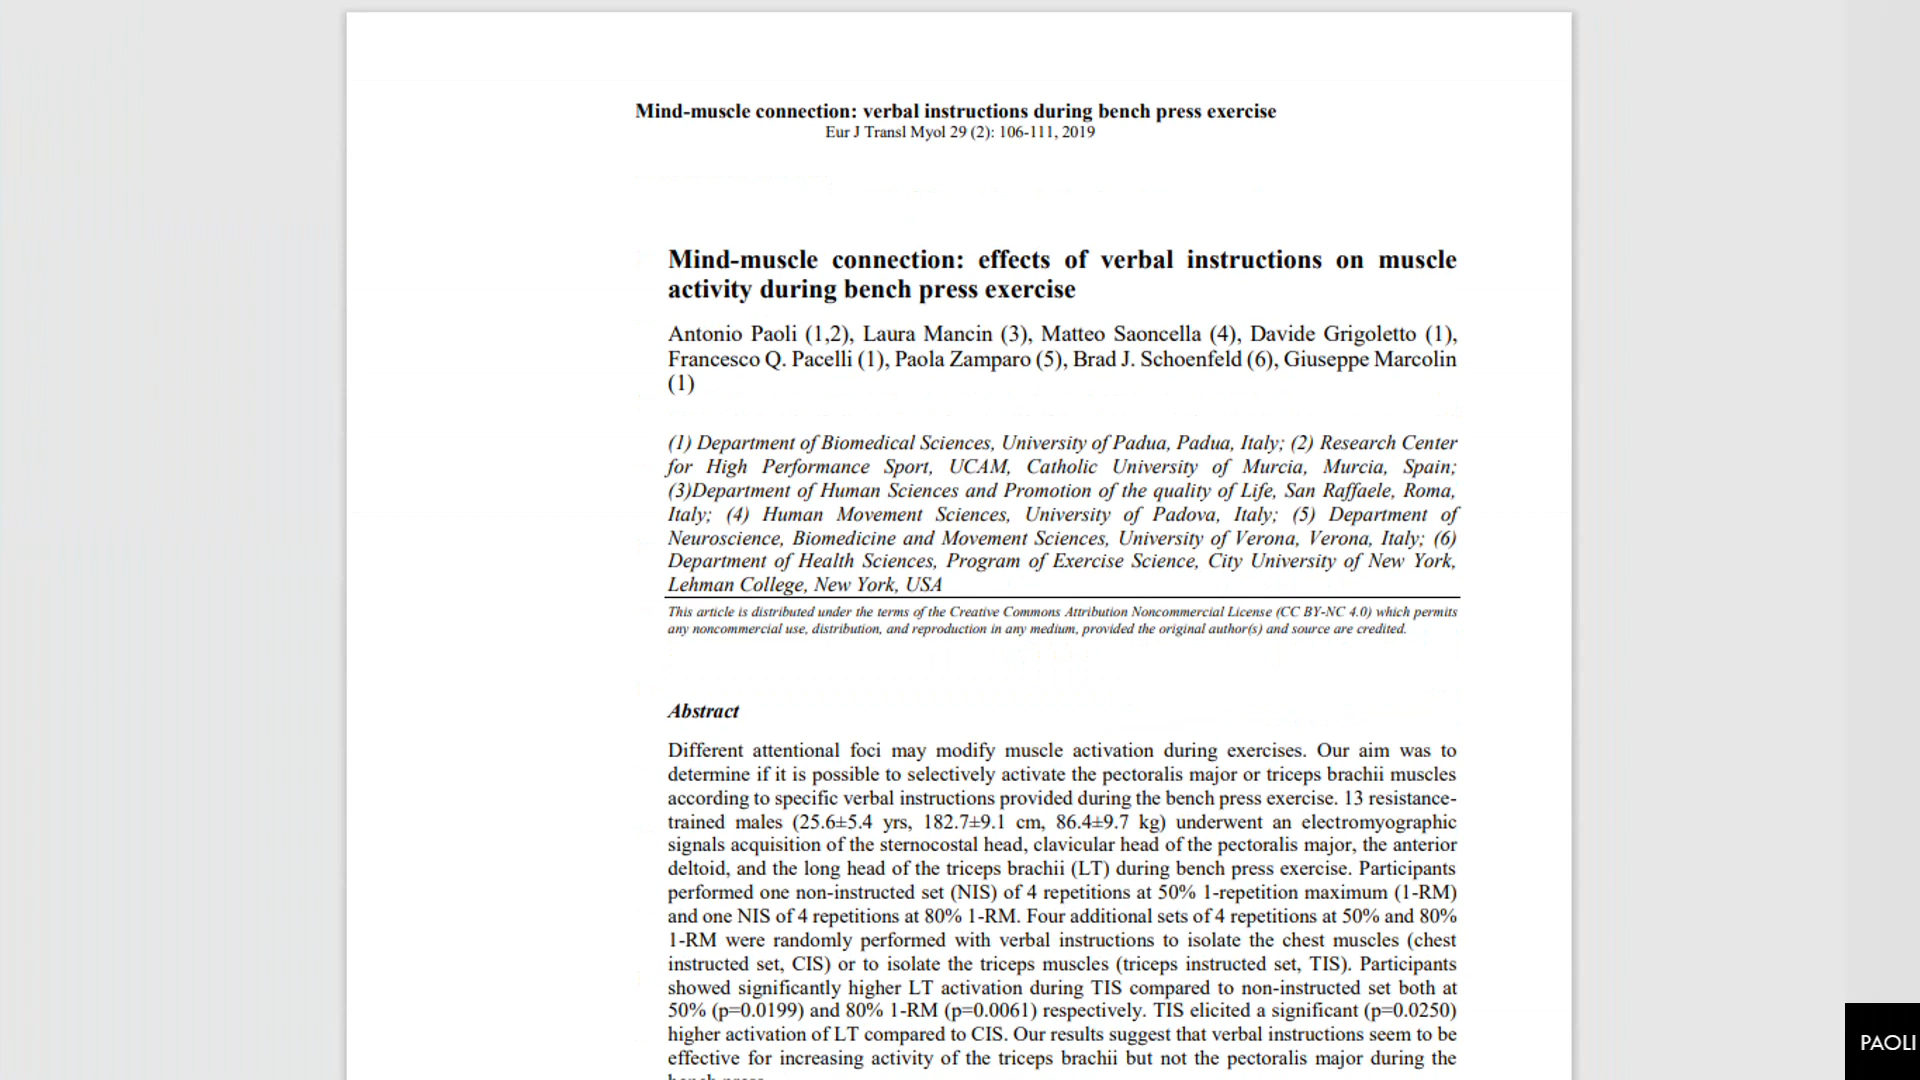 Mind-muscle connection: verbal instructions during bench press exercise
Eur J Transl Myol 29 (2): 106-111, 2019
Mind-muscle connection: effects of verbal instructions on muscle
activity during bench press exercise
Antonio Paoli (1,2), Laura Mancin (3), Matteo Saoncella (4), Davide Grigoletto (1),
Francesco Q. Pacelli (1), Paola Zamparo (5), Brad J. Schoenfeld (6), Giuseppe Marcolin
(1)
(1) Department of Biomedical Sciences, University of Padua, Padua, Italy; (2) Research Center
for High Performance Sport, UCAM, Catholic University of Murcia, Murcia, Spain;
(3)Department of Human Sciences and Promotion of the quality of Life, San Raffaele, Roma,
Italy; (4) Human Movement Sciences, University of Padova, Italy; (5) Department of
Neuroscience, Biomedicine and Movement Sciences, University of Verona, Verona, Italy; (6)
Department of Health Sciences, Program of Exercise Science, City University of New York,
Lehman College, New York, USA
This article is distributed under the terms of the Creative Commons Attribution Noncommercial License (CC BY-NC 4.0) which permits
any noncommercial use, distribution, and reproduction in any medium, provided the original author(s) and source are credited.
Abstract
Different attentional foci may modify muscle activation during exercises. Our aim was to
determine if it is possible to selectively activate the pectoralis major or triceps brachii muscles
according to specific verbal instructions provided during the bench press exercise. 13 resistance-
trained males (25.6±5.4 yrs, 182.7±9.1 cm, 86.4±9.7 kg) underwent an electromyographic
signals acquisition of the sternocostal head, clavicular head of the pectoralis major, the anterior
deltoid, and the long head of the triceps brachii (LT) during bench press exercise. Participants
performed one non-instructed set (NIS) of 4 repetitions at 50% 1-repetition maximum (1-RM)
and one NIS of 4 repetitions at 80% 1-RM. Four additional sets of 4 repetitions at 50% and 80%
1-RM were randomly performed with verbal instructions to isolate the chest muscles (chest
instructed set, CIS) or to isolate the triceps muscles (triceps instructed set, TIS). Participants
showed significantly higher LT activation during TIS compared to non-instructed set both at
50% (p=0.0199) and 80% 1-RM (p=0.0061) respectively. TIS elicited a significant (p=0.0250)
higher activation of LT compared to CIS. Our results suggest that verbal instructions seem to be
effective for increasing activity of the triceps brachii but not the pectoralis major during the
PAOLI